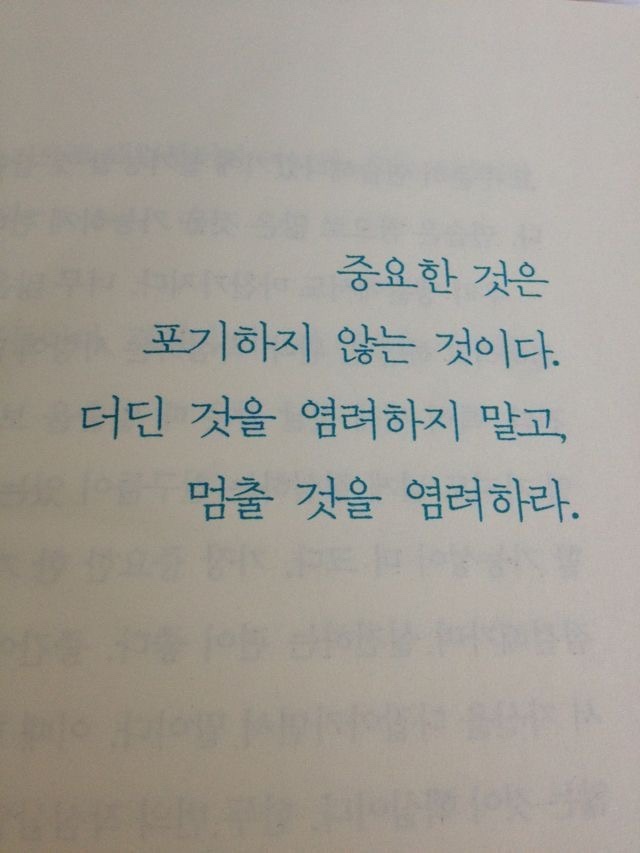 중요한 것은
포기하지 않는 것이다.
더딘 것을 염려하지 말고,
멈출 것을 염려하라.